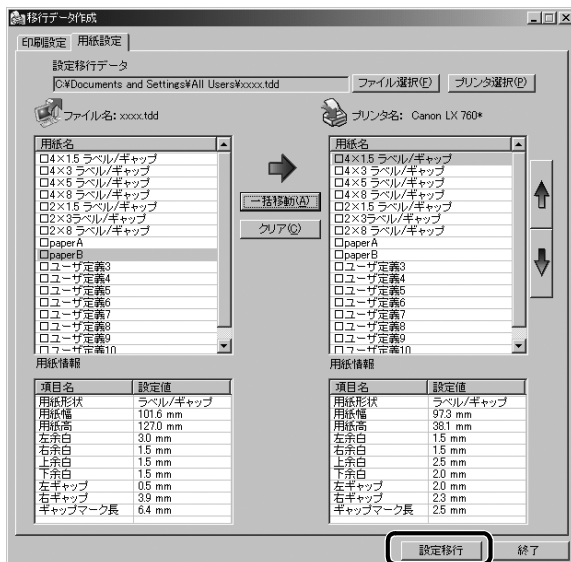 移行データ作成
印刷設定 用紙設定
設定移行データ
C:¥Documents and Settings¥All Users¥xxxx.tdd ファイル選択(F) プリンタ選択(P)
ファイル名: xxxx.tdd
プリンタ名: Canon LX 760*
用紙名
□4×1.5 ラベル/ギャップ
□4×3 ラベル/ギャップ
□4×5 ラベル/ギャップ
□4×8 ラベル/ギャップ
□2×1.5 ラベル/ギャップ
□2×3ラベル/ギャップ
□2×8 ラベル/ギャップ
□paperA
□paperB
□ユーザ定義3
□ユーザ定義4
□ユーザ定義5
□ユーザ定義6
□ユーザ定義7
□ユーザ定義8
□ユーザ定義9
□ユーザ定義10
一括移動(A)
クリア(C)
用紙名
□4×1.5 ラベル/ギャップ
□4×3 ラベル/ギャップ
□4×5 ラベル/ギャップ
□4×8 ラベル/ギャップ
□2×1.5 ラベル/ギャップ
□2×3ラベル/ギャップ
□2×8 ラベル/ギャップ
□paperA
□paperB
□ユーザ定義3
□ユーザ定義4
□ユーザ定義5
□ユーザ定義6
□ユーザ定義7
□ユーザ定義8
□ユーザ定義9
□ユーザ定義10
用紙情報
項目名 設定値
用紙形状 ラベル/ギャップ
用紙幅 101.6 mm
用紙高 127.0 mm
左余白 3.0 mm
右余白 1.5 mm
上余白 1.5 mm
下余白 1.5 mm
左ギャップ 0.5 mm
右ギャップ 3.9 mm
ギャップマーク長 6.4 mm
用紙情報
項目名 設定値
用紙形状 ラベル/ギャップ
用紙幅 97.3 mm
用紙高 38.1 mm
左余白 1.5 mm
右余白 1.5 mm
上余白 2.5 mm
下余白 2.0 mm
左ギャップ 2.0 mm
右ギャップ 2.3 mm
ギャップマーク長 2.5 mm
設定移行 終了